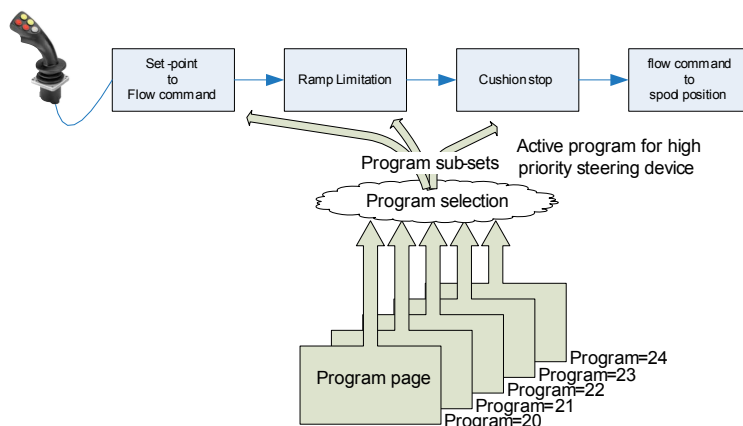 Set -point
to
Flow command
Ramp Limitation
Cushion stop
flow command
to
spool position
Program sub-sets
Active program for high
priority steering device
Program selection
Program page
Program=24
Program=23
Program=22
Program=21
Program=20